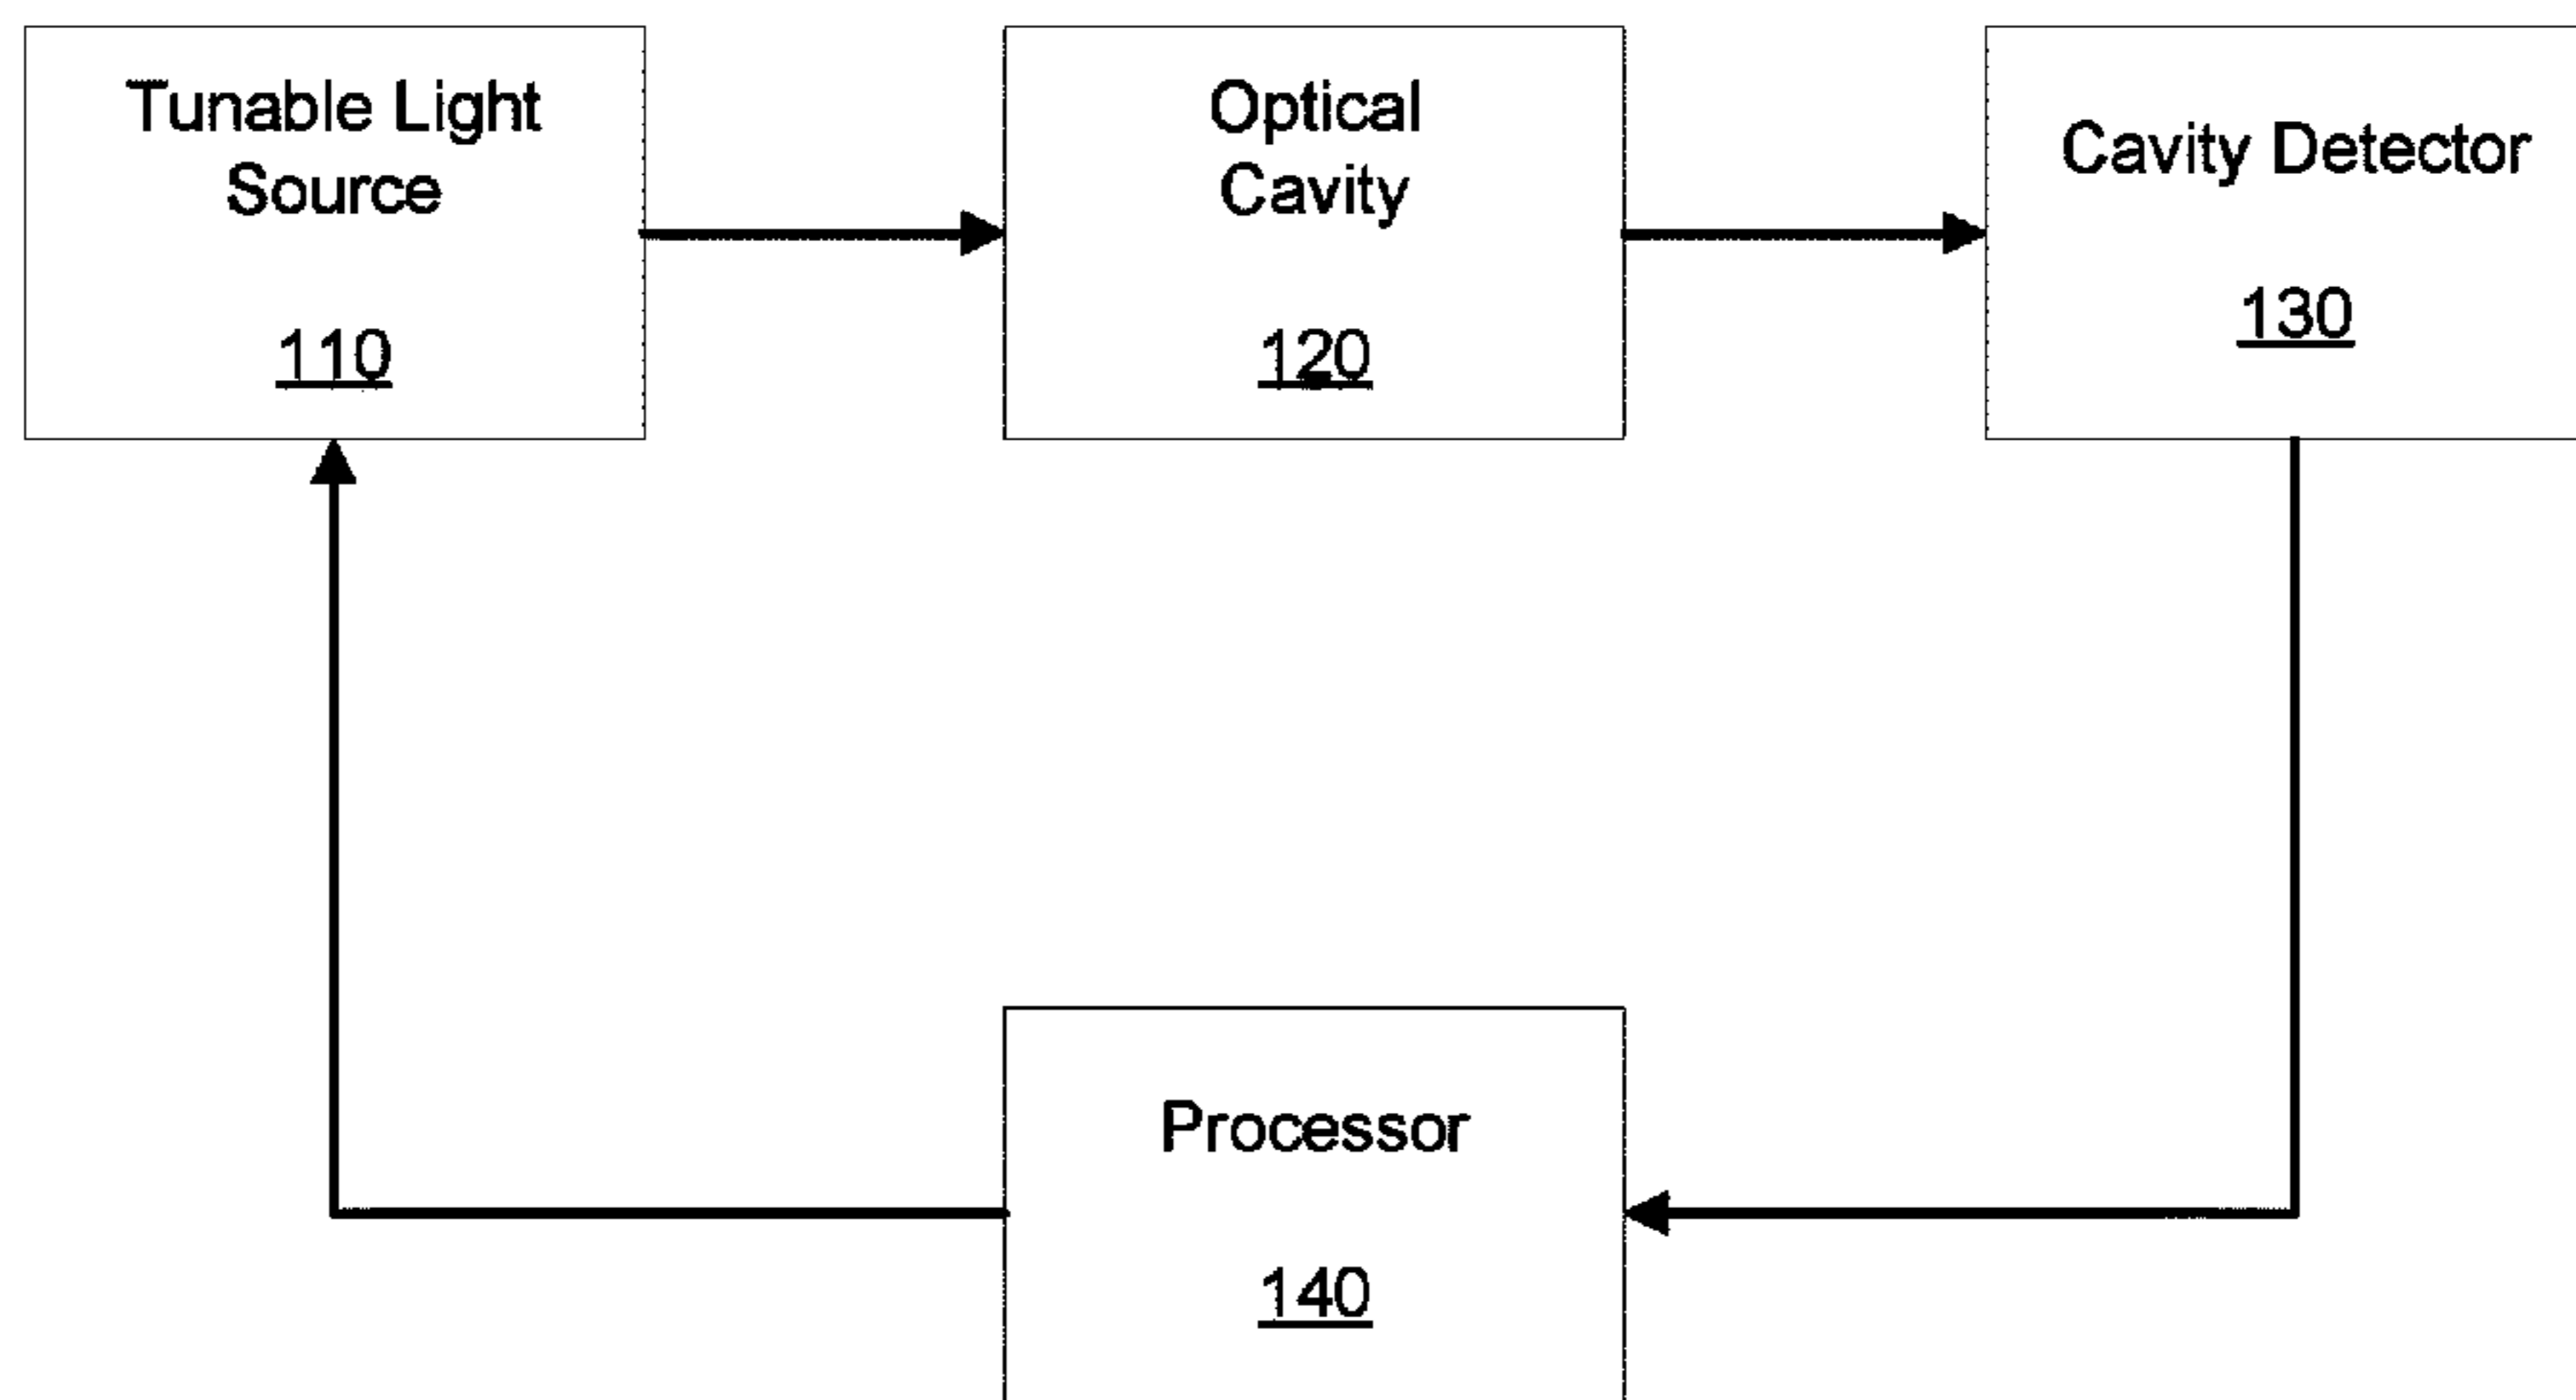 Tunable Light
Source
110
Optical
Cavity
120
Cavity Detector
130
Processor
140